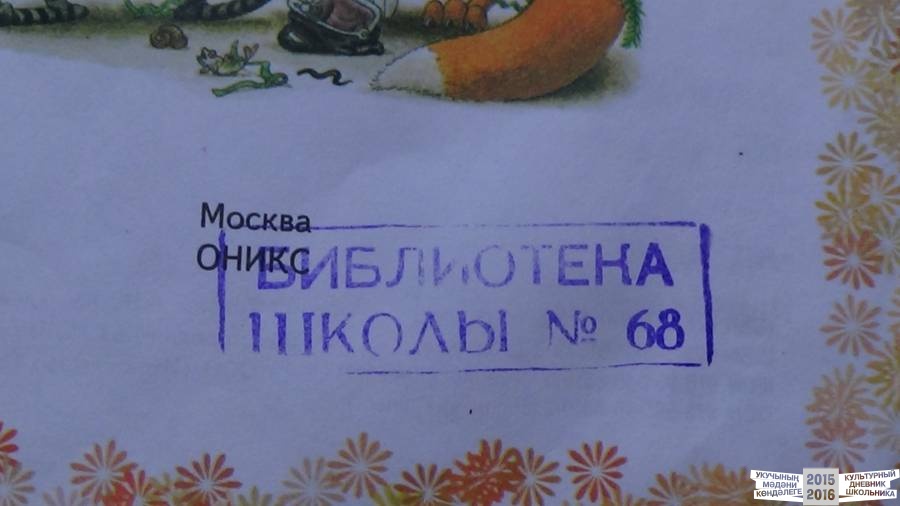 Москва
ОНИКС
БИБЛИОТЕКА
ШКОЛЫ № 68
УКУЧЫНЫҢ
МӘДӘНИ
КӨНДӘЛЕГЕ
2015
2016
КУЛЬТУРНЫЙ
ДНЕВНИК
ШКОЛЬНИКА